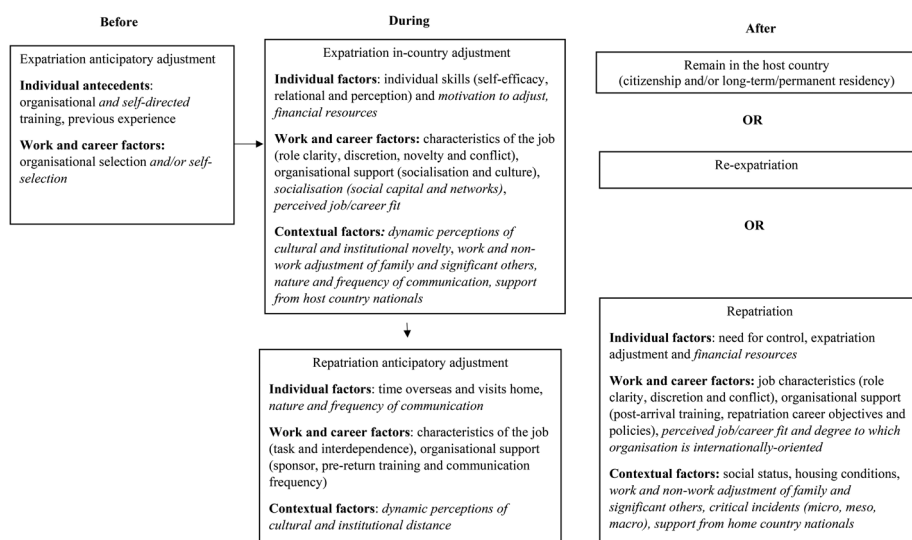 Before
Expatriation anticipatory adjustment
Individual antecedents:
organisational and self-directed
training, previous experience
Work and career factors:
organisational selection and/or self-
selection
During
Expatriation in-country adjustment
Individual factors: individual skills (self-efficacy,
relational and perception) and motivation to adjust,
financial resources
Work and career factors: characteristics of the job
(role clarity, discretion, novelty and conflict),
organisational support (socialisation and culture),
socialisation (social capital and networks),
perceived job/career fit
Contextual factors: dynamic perceptions of
cultural and institutional novelty, work and non-
work adjustment of family and significant others,
nature and frequency of communication, support
from host country nationals
Repatriation anticipatory adjustment
Individual factors: time overseas and visits home,
nature and frequency of communication
Work and career factors: characteristics of the job
(task and interdependence), organisational support
(sponsor, pre-return training and communication
frequency)
Contextual factors: dynamic perceptions of
cultural and institutional distance
After
Remain in the host country
(citizenship and/or long-term/permanent residency)
OR
Re-expatriation
OR
Repatriation
Individual factors: need for control, expatriation
adjustment and financial resources
Work and career factors: job characteristics (role
clarity, discretion and conflict), organisational support
(post-arrival training, repatriation career objectives and
policies), perceived job/career fit and degree to which
organisation is internationally-oriented
Contextual factors: social status, housing conditions,
work and non-work adjustment of family and
significant others, critical incidents (micro, meso,
macro), support from home country nationals